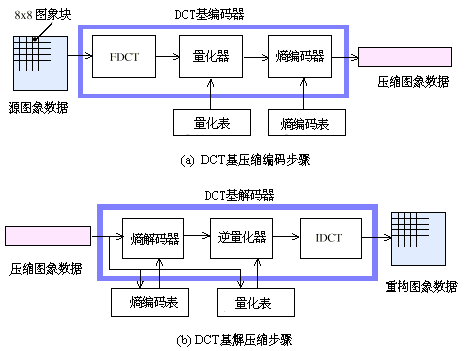 8x8 图象块
DCT基编码器
FDCT
量化器
熵编码器
源图象数据
压缩图象数据
量化表
熵编码表
(a) DCT基压缩编码步骤
DCT基解码器
熵解码器
逆量化器
IDCT
压缩图象数据
重构图象数据
熵编码表
量化表
(b) DCT基解压缩步骤